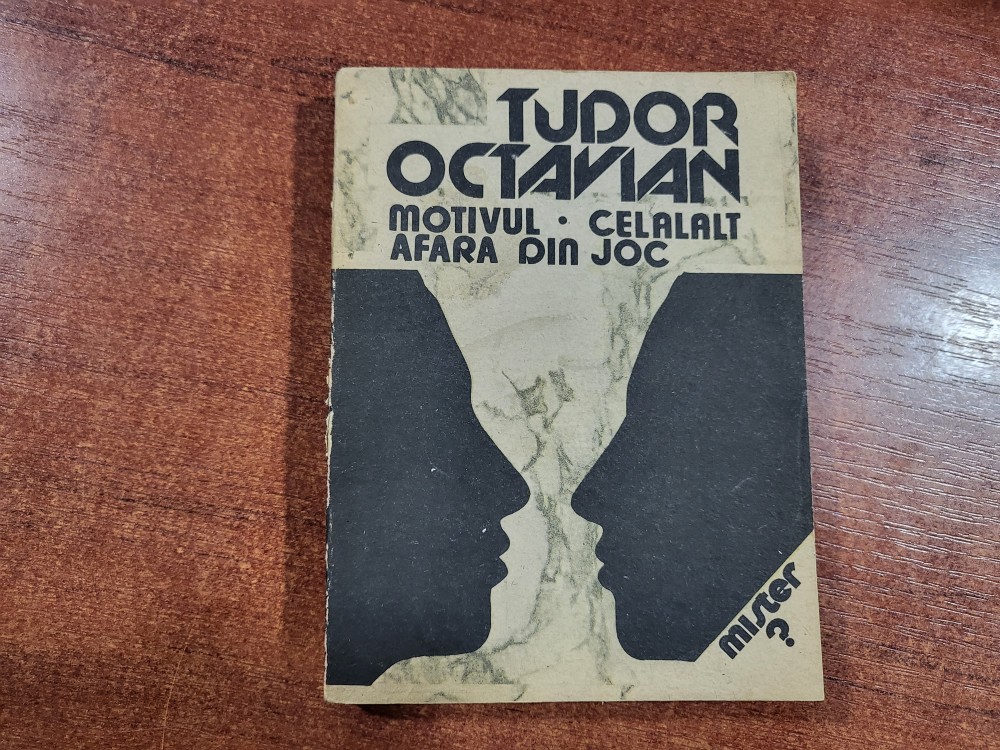 TUDOR
OCTAVIAN
MOTIVUL • CELALALT
AFARA DIN JOC
mister
?